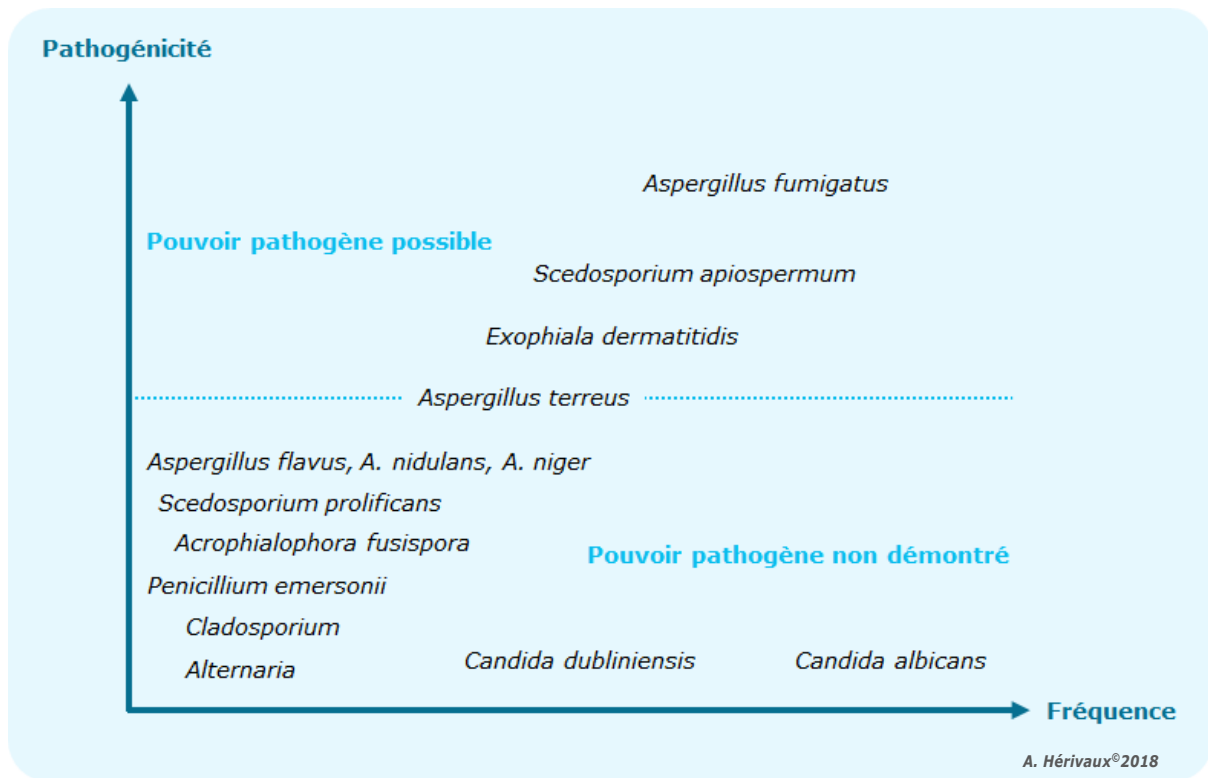 Pathogénicité
Aspergillus fumigatus
Pouvoir pathogène possible
Scedosporium apiospermum
Exophiala dermatitidis
Aspergillus terreus
Aspergillus flavus, A. nidulans, A. niger
Scedosporium prolificans
Acrophialophora fusispora
Pouvoir pathogène non démontré
Penicillium emersonii
Cladosporium
Alternaria
Candida dubliniensis
Candida albicans
Fréquence
A. Hérivaux©2018